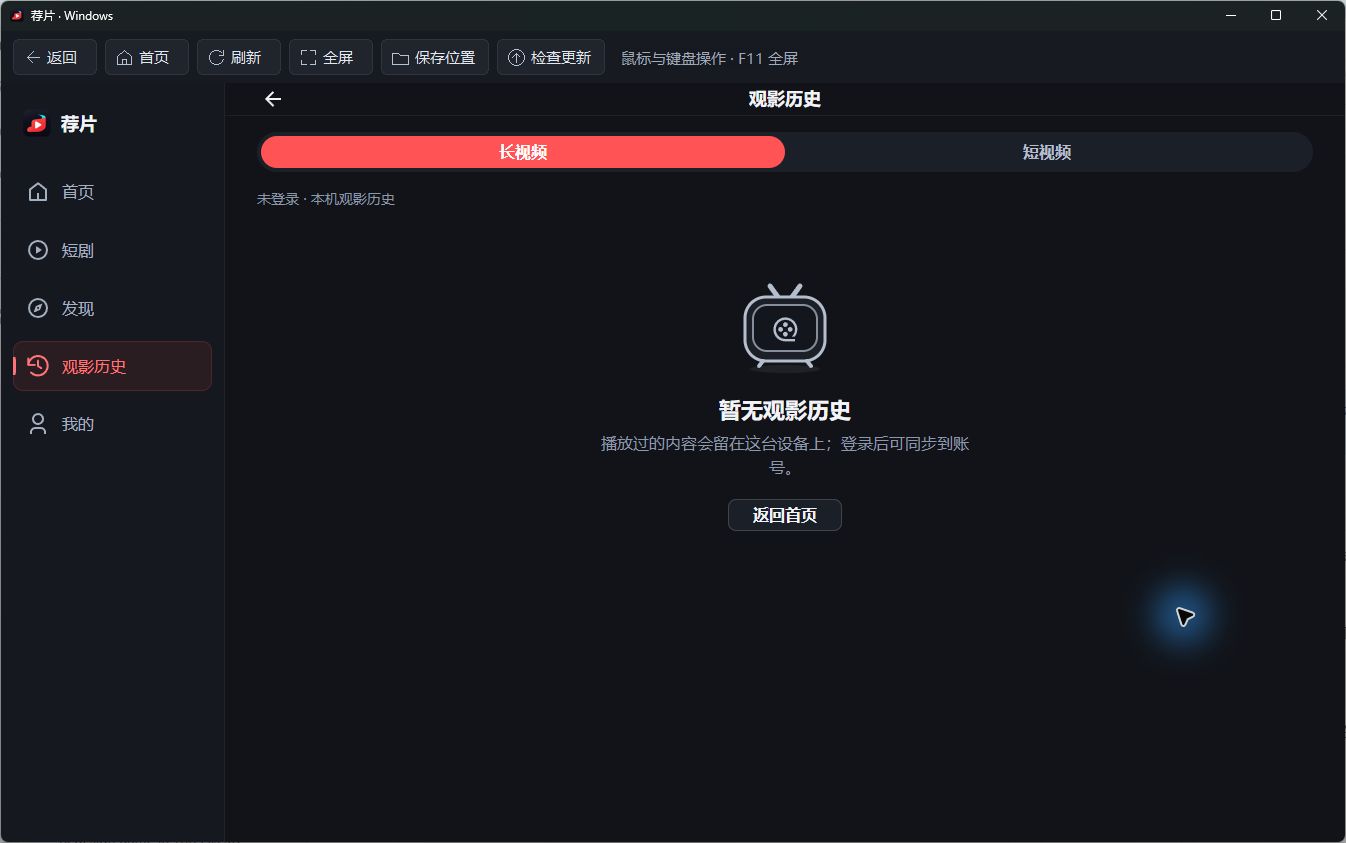 荐片 · Windows
返回
首页
刷新
全屏
保存位置
检查更新
鼠标与键盘操作 · F11 全屏
荐片
首页
短剧
发现
观影历史
我的
观影历史
长视频
短视频
未登录 · 本机观影历史
暂无观影历史
播放过的内容会留在这台设备上；登录后可同步到账
号。
返回首页